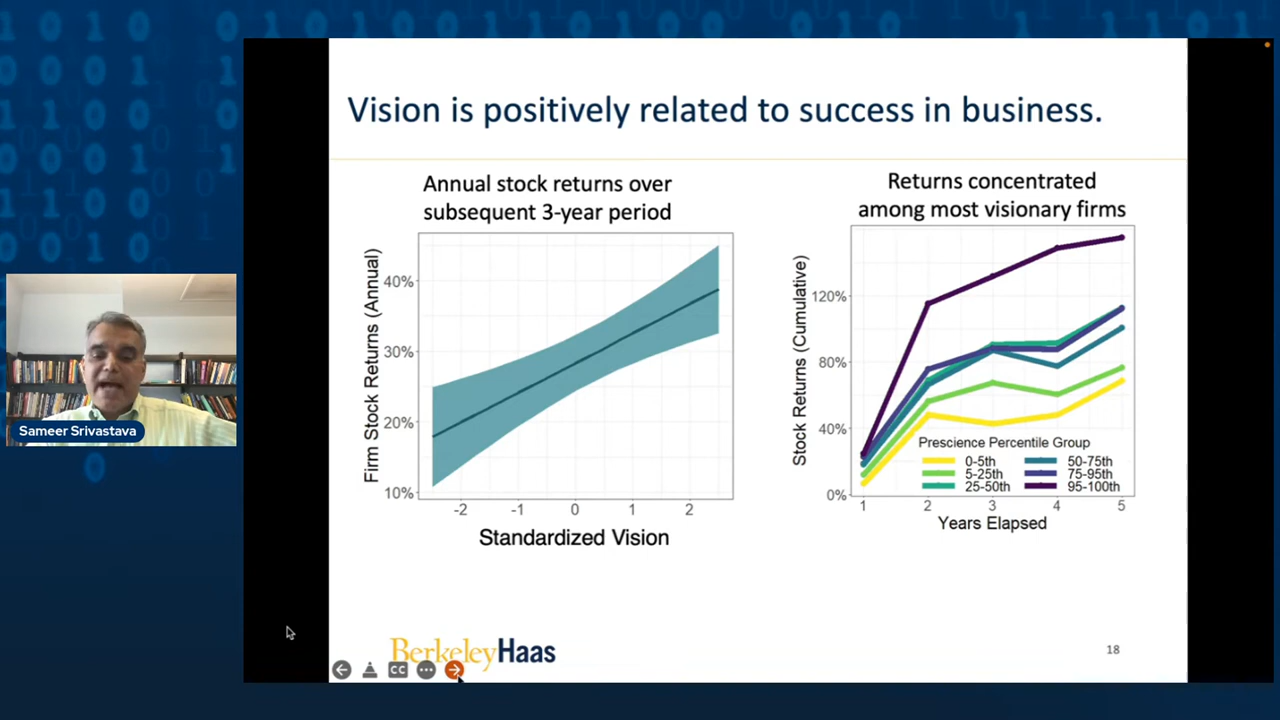 Vision is positively related to success in business.
Annual stock returns over
subsequent 3-year period
Firm Stock Returns (Annual)
40%
30%
20%
10%
-2 -1 0 1 2
Standardized Vision
Returns concentrated
among most visionary firms
Stock Returns (Cumulative)
120%
80%
40%
0%
Prescience Percentile Group
0-5th 50-75th
5-25th 75-95th
25-50th 95-100th
1 2 3 4 5
Years Elapsed
Sameer Srivastava
BerkeleyHaas
18
CC